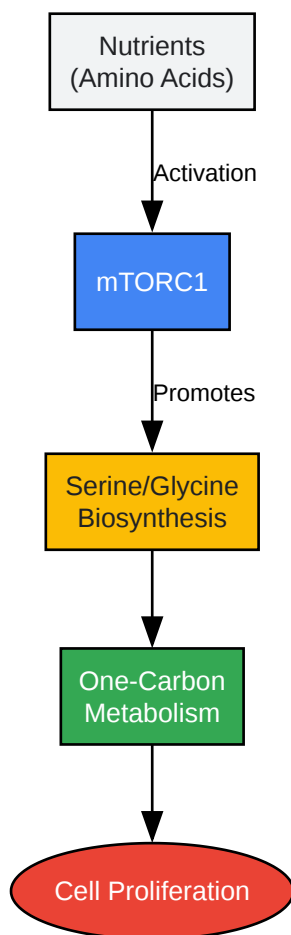 Nutrients
(Amino Acids)
Activation
mTORC1
Promotes
Serine/Glycine
Biosynthesis
One-Carbon
Metabolism
Cell Proliferation